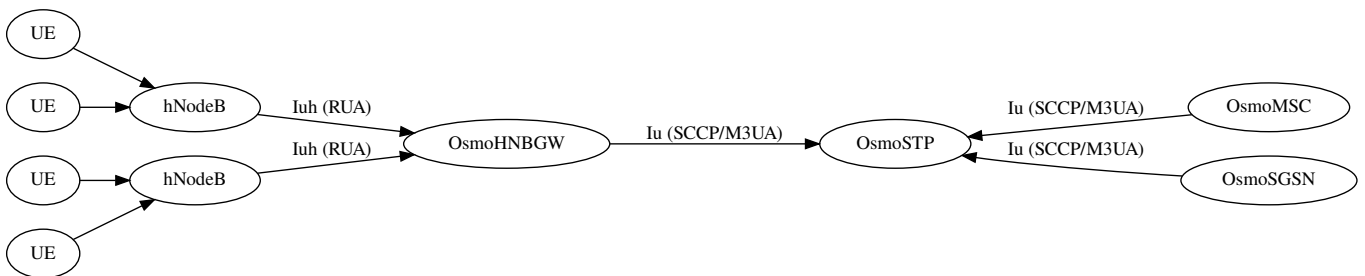 UE
UE
hNodeB
Iuh (RUA)
Iu (SCCP/M3UA)
OsmoMSC
OsmoHNBGW
Iu (SCCP/M3UA)
OsmoSTP
Iuh (RUA)
Iu (SCCP/M3UA)
UE
hNodeB
OsmoSGSN
UE